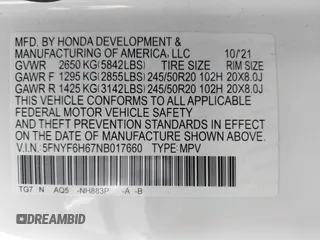 MFD. BY HONDA DEVELOPMENT &
MANUFACTURING OF AMERICA, LLC 10/'21
GVWR 2650 KG(5842LBS) TIRE SIZE RIM SIZE
GAWR F 1295 KG(2855LBS) 245/50R20 102H 20X8.0J
GAWR R 1425 KG(3142LBS) 245/50R20 102H 20X8.0J
THIS VEHICLE CONFORMS TO ALL APPLICABLE
FEDERAL MOTOR VEHICLE SAFETY
AND THEFT PREVENTION STANDARDS IN EFFECT ON
THE DATE OF MANUFACTURE SHOWN ABOVE.
V.I.N. 5FNYF6H67NB017660 TYPE: MPV
TG7 N AQ5 -NH883P -A -B
DREAMBID